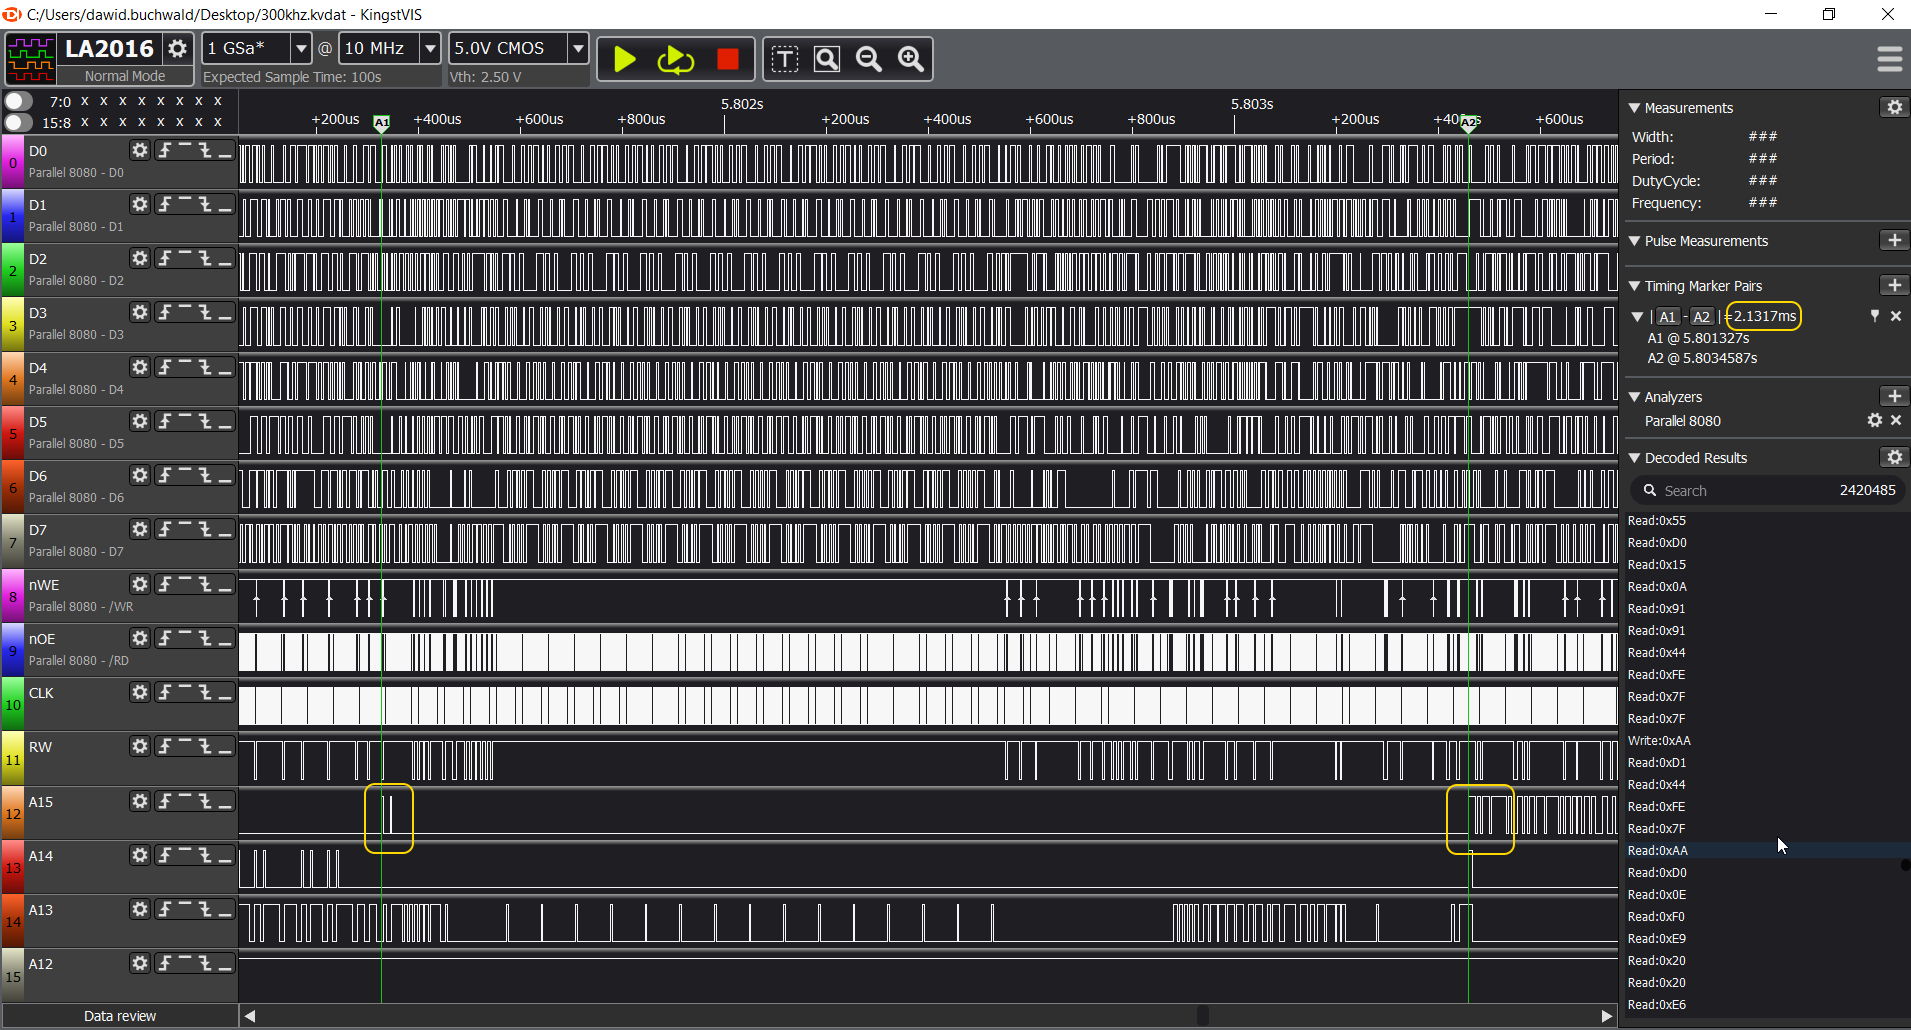 C:/Users/dawid.buchwald/Desktop/300khz.kvdat - KingstVIS
LA2016
Normal Mode
1 GSa* @ 10 MHz 5.0V CMOS
Expected Sample Time: 100s
Vth: 2.50 V
7:0 X X X X X X X X
15:8 X X X X X X X X
5.802s 5.803s
+200us A1 +400us +600us +800us +200us +400us +600us +800us +200us A2 +600us
0 D0
Parallel 8080 - D0
1 D1
Parallel 8080 - D1
2 D2
Parallel 8080 - D2
3 D3
Parallel 8080 - D3
4 D4
Parallel 8080 - D4
5 D5
Parallel 8080 - D5
6 D6
Parallel 8080 - D6
7 D7
Parallel 8080 - D7
8 nWE
Parallel 8080 - /WR
9 nOE
Parallel 8080 - /RD
10 CLK
11 RW
12 A15
13 A14
14 A13
15 A12
Data review
Measurements
Width: ###
Period: ###
DutyCycle: ###
Frequency: ###
Pulse Measurements
Timing Marker Pairs
| A1 - A2 | =2.1317ms
A1 @ 5.801327s
A2 @ 5.8034587s
Analyzers
Parallel 8080
Decoded Results
Search 2420485
Read:0x55
Read:0xD0
Read:0x15
Read:0x0A
Read:0x91
Read:0x91
Read:0x44
Read:0xFE
Read:0x7F
Read:0x7F
Write:0xAA
Read:0xD1
Read:0x44
Read:0xFE
Read:0x7F
Read:0xAA
Read:0xD0
Read:0x0E
Read:0xF0
Read:0xE9
Read:0x20
Read:0x20
Read:0xE6